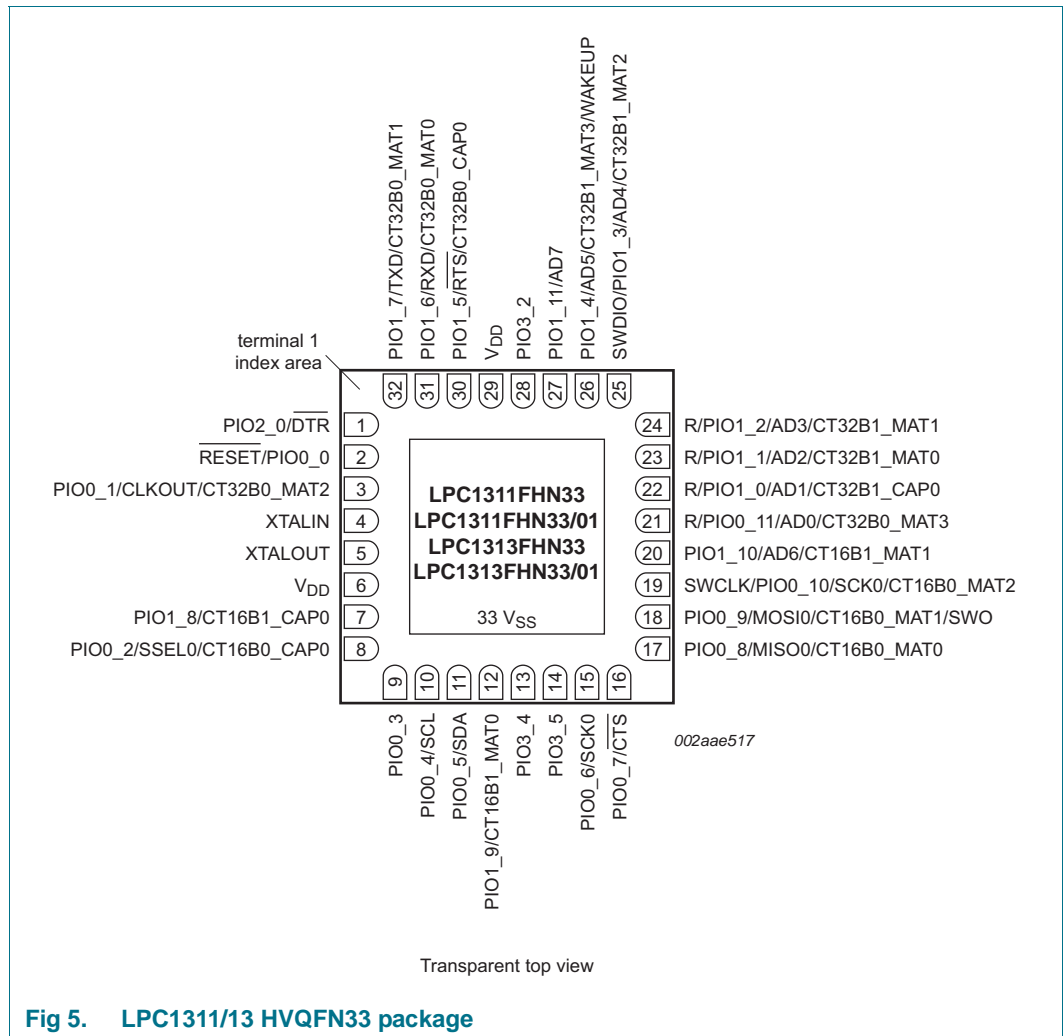 PIO1_7/TXD/CT32B0_MAT1
PIO1_6/RXD/CT32B0_MAT0
PIO1_5/RTS/CT32B0_CAP0
VDD
PIO3_2
PIO1_11/AD7
PIO1_4/AD5/CT32B1_MAT3/WAKEUP
SWDIO/PIO1_3/AD4/CT32B1_MAT2
terminal 1
index area
32 31 30 29 28 27 26 25
PIO2_0/DTR 1
RESET/PIO0_0 2
PIO0_1/CLKOUT/CT32B0_MAT2 3
XTALIN 4
XTALOUT 5
VDD 6
PIO1_8/CT16B1_CAP0 7
PIO0_2/SSEL0/CT16B0_CAP0 8
LPC1311FHN33
LPC1311FHN33/01
LPC1313FHN33
LPC1313FHN33/01
33 VSS
24 R/PIO1_2/AD3/CT32B1_MAT1
23 R/PIO1_1/AD2/CT32B1_MAT0
22 R/PIO1_0/AD1/CT32B1_CAP0
21 R/PIO0_11/AD0/CT32B0_MAT3
20 PIO1_10/AD6/CT16B1_MAT1
19 SWCLK/PIO0_10/SCK0/CT16B0_MAT2
18 PIO0_9/MOSI0/CT16B0_MAT1/SWO
17 PIO0_8/MISO0/CT16B0_MAT0
9 10 11 12 13 14 15 16
PIO0_3
PIO0_4/SCL
PIO0_5/SDA
PIO1_9/CT16B1_MAT0
PIO3_4
PIO3_5
PIO0_6/SCK0
PIO0_7/CTS
002aae517
Transparent top view
Fig 5. LPC1311/13 HVQFN33 package